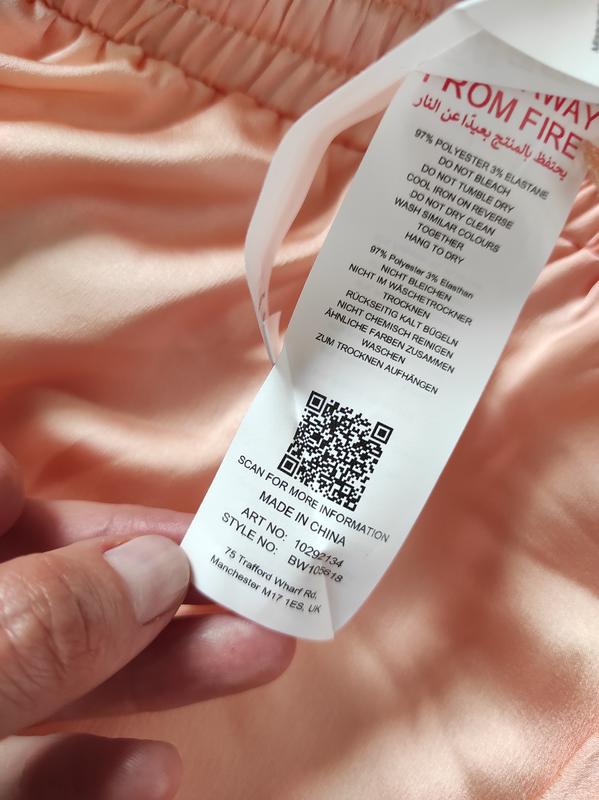 AWAY
FROM FIRE
يحتفظ بالمنتج بعيدًا عن النار
97% POLYESTER 3% ELASTANE
DO NOT BLEACH
DO NOT TUMBLE DRY
COOL IRON ON REVERSE
DO NOT DRY CLEAN
WASH SIMILAR COLOURS
TOGETHER
HANG TO DRY
97% Polyester 3% Elasthan
NICHT BLEICHEN
NICHT IM WÄSCHETROCKNER
TROCKNEN
RÜCKSEITIG KALT BÜGELN
NICHT CHEMISCH REINIGEN
ÄHNLICHE FARBEN ZUSAMMEN
WASCHEN
ZUM TROCKNEN AUFHÄNGEN
SCAN FOR MORE INFORMATION
MADE IN CHINA
ART NO: 10292134
STYLE NO: BW105618
75 Trafford Wharf Rd,
Manchester M17 1ES, UK